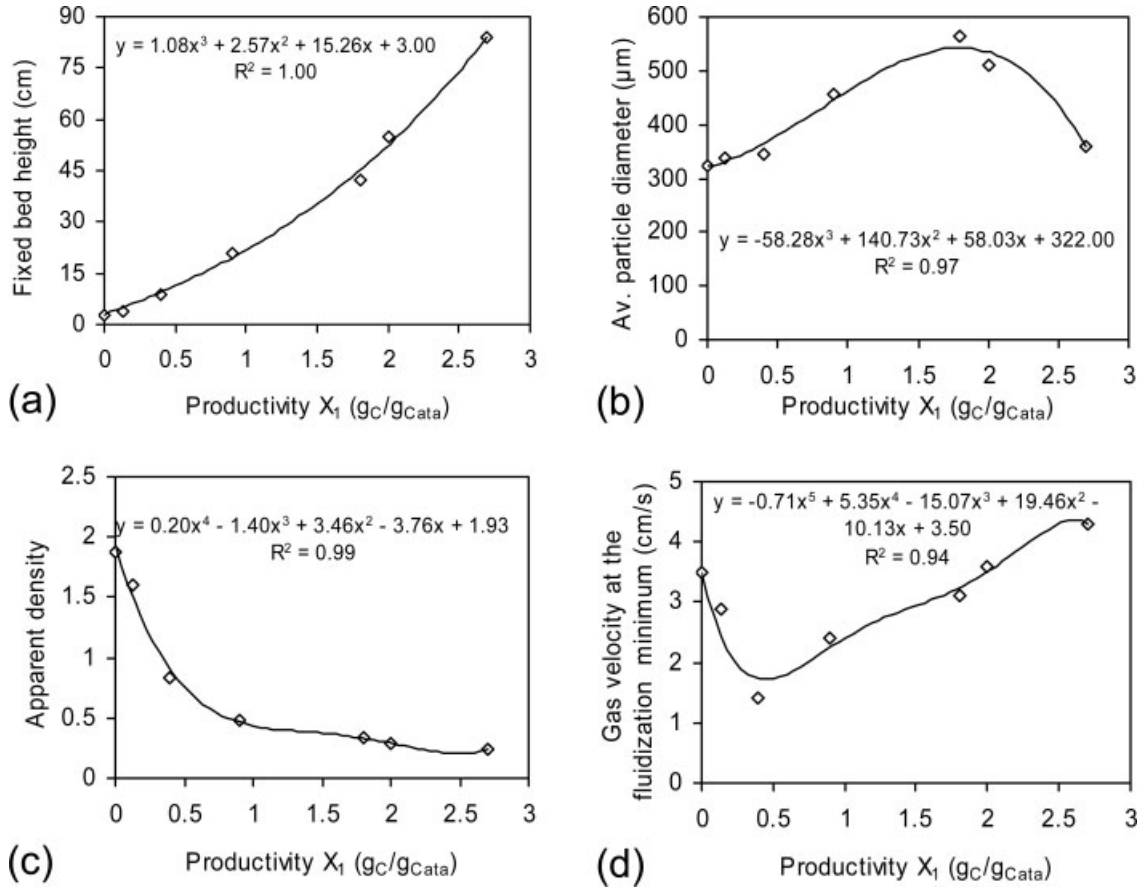 90
75
60
45
30
15
0
Fixed bed height (cm)
y = 1.08x³ + 2.57x² + 15.26x + 3.00
R² = 1.00
0 0.5 1 1.5 2 2.5 3
(a)
Productivity X₁ (g_C/g_Cata)
600
500
400
300
200
100
0
Av. particle diameter (µm)
y = -58.28x³ + 140.73x² + 58.03x + 322.00
R² = 0.97
0 0.5 1 1.5 2 2.5 3
(b)
Productivity X₁ (g_C/g_Cata)
2.5
2
1.5
1
0.5
0
Apparent density
y = 0.20x⁴ - 1.40x³ + 3.46x² - 3.76x + 1.93
R² = 0.99
0 0.5 1 1.5 2 2.5 3
(c)
Productivity X₁ (g_C/g_Cata)
5
4
3
2
1
0
Gas velocity at the
fluidization minimum (cm/s)
y = -0.71x⁵ + 5.35x⁴ - 15.07x³ + 19.46x² -
10.13x + 3.50
R² = 0.94
0 0.5 1 1.5 2 2.5 3
(d)
Productivity X₁ (g_C/g_Cata)